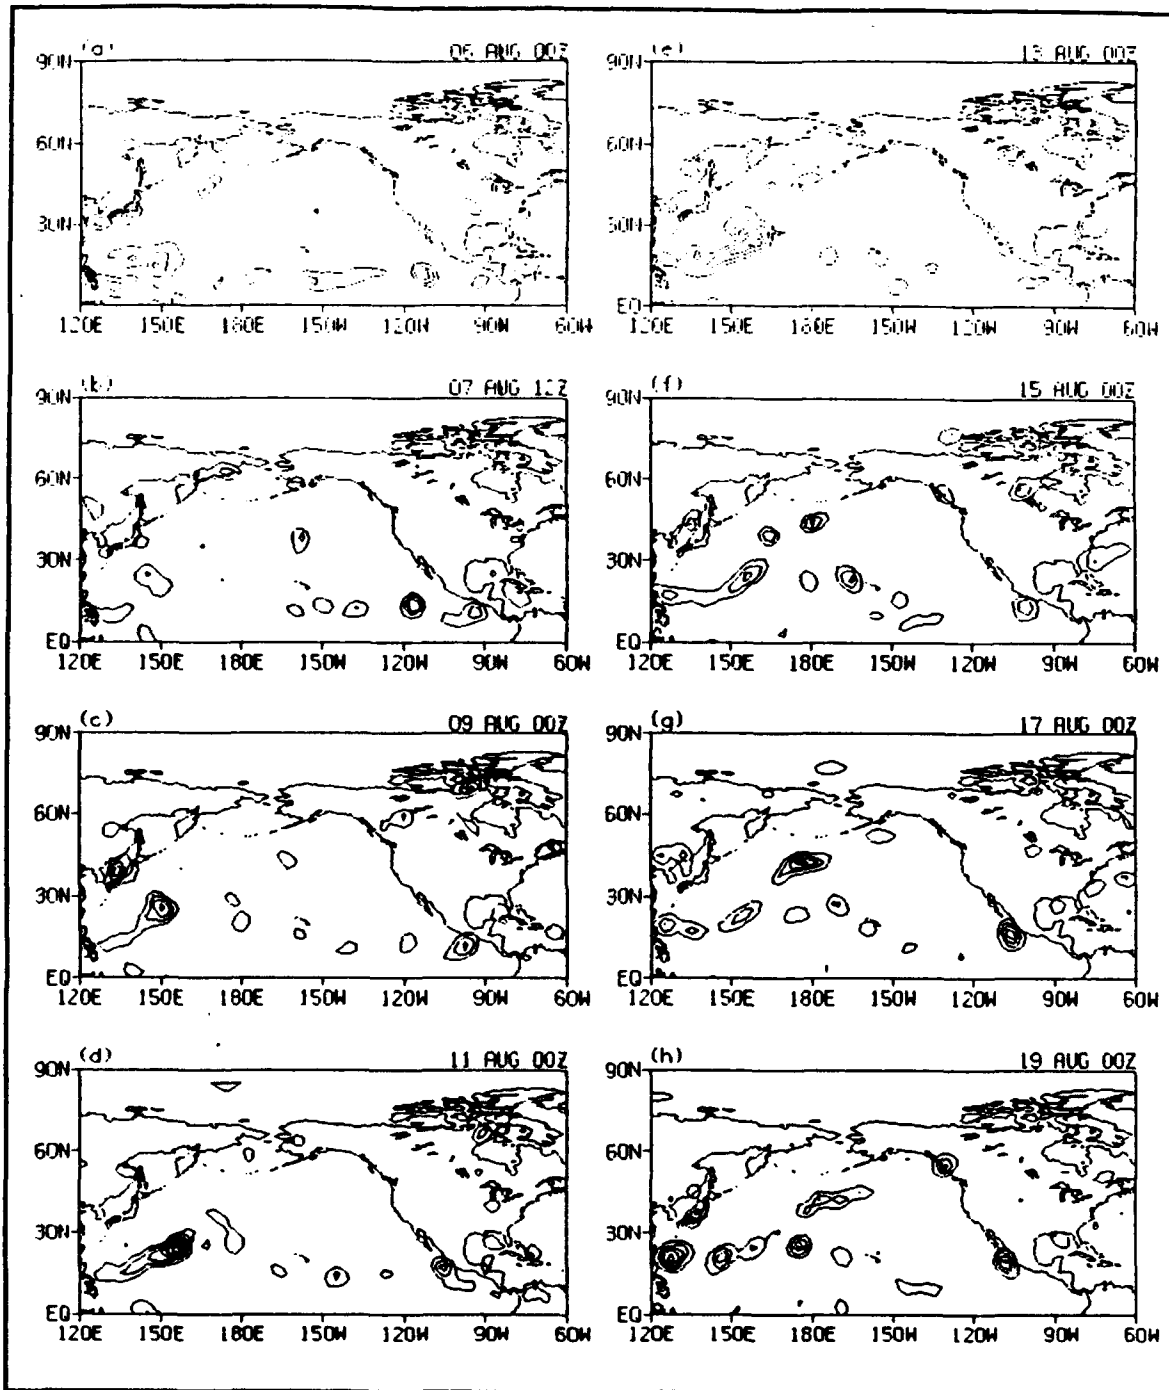 (a) 06 AUG 00Z
90N
60N
30N
EQ
120E 150E 180E 150W 120W 90W 60W
(b) 07 AUG 12Z
90N
60N
30N
EQ
120E 150E 180E 150W 120W 90W 60W
(c) 09 AUG 00Z
90N
60N
30N
EQ
120E 150E 180E 150W 120W 90W 60W
(d) 11 AUG 00Z
90N
60N
30N
EQ
120E 150E 180E 150W 120W 90W 60W
(e) 13 AUG 00Z
90N
60N
30N
EQ
120E 150E 180E 150W 120W 90W 60W
(f) 15 AUG 00Z
90N
60N
30N
EQ
120E 150E 180E 150W 120W 90W 60W
(g) 17 AUG 00Z
90N
60N
30N
EQ
120E 150E 180E 150W 120W 90W 60W
(h) 19 AUG 00Z
90N
60N
30N
EQ
120E 150E 180E 150W 120W 90W 60W